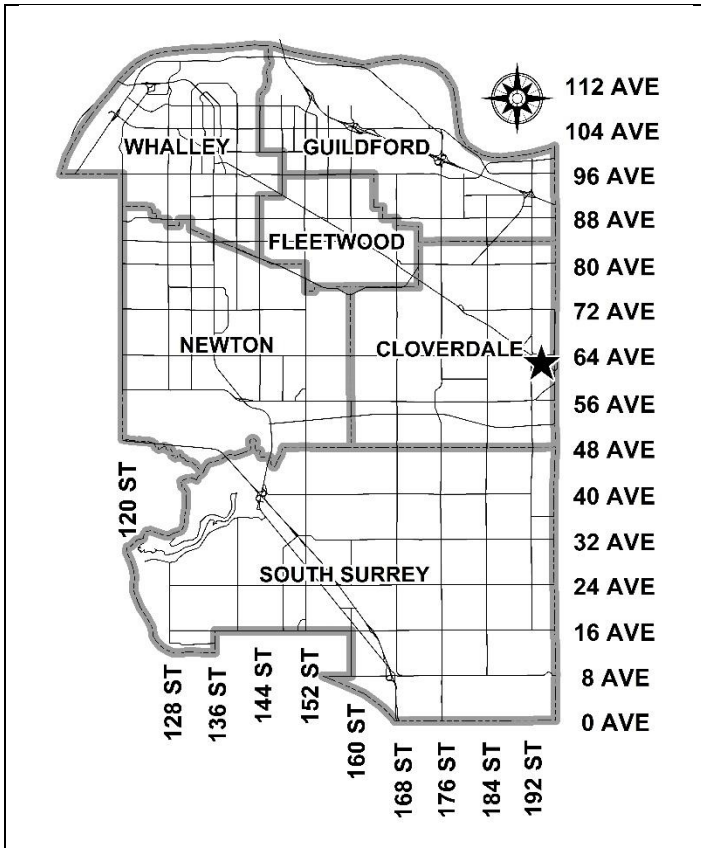 112 AVE
104 AVE
WHALLEY
GUILDFORD
96 AVE
88 AVE
FLEETWOOD
80 AVE
72 AVE
NEWTON
CLOVERDALE
64 AVE
56 AVE
48 AVE
120 ST
40 AVE
32 AVE
SOUTH SURREY
24 AVE
16 AVE
8 AVE
0 AVE
128 ST
136 ST
144 ST
152 ST
160 ST
168 ST
176 ST
184 ST
192 ST